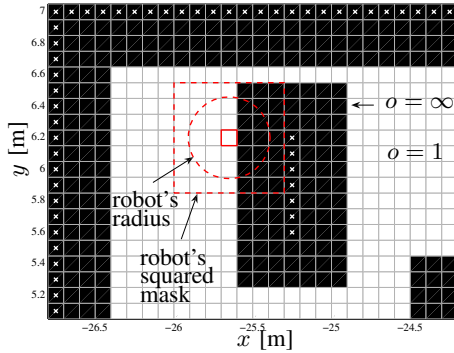 7
6.8
6.6
6.4
6.2
6
5.8
5.6
5.4
5.2
y [m]
o = ∞
o = 1
robot's
radius
robot's
squared
mask
−26.5
−26
−25.5
−25
−24.5
x [m]